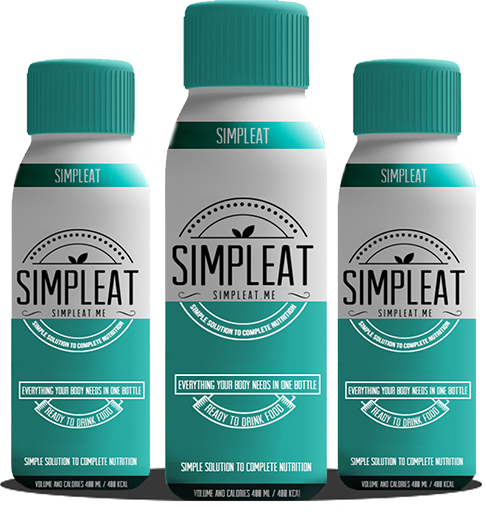 SIMPLEAT
SIMPLEAT
SIMPLEAT.ME
SIMPLE SOLUTION TO COMPLETE NUTRITION
EVERYTHING YOUR BODY NEEDS IN ONE BOTTLE
READY TO DRINK FOOD
SIMPLE SOLUTION TO COMPLETE NUTRITION
VOLUME AND CALORIES 400 ML / 400 KCAL
SIMPLEAT
SIMPLEAT
SIMPLEAT.ME
SIMPLE SOLUTION TO COMPLETE NUTRITION
EVERYTHING YOUR BODY NEEDS IN ONE BOTTLE
READY TO DRINK FOOD
SIMPLE SOLUTION TO COMPLETE NUTRITION
VOLUME AND CALORIES 400 ML / 400 KCAL
SIMPLEAT
SIMPLEAT
SIMPLEAT.ME
SIMPLE SOLUTION TO COMPLETE NUTRITION
EVERYTHING YOUR BODY NEEDS IN ONE BOTTLE
READY TO DRINK FOOD
SIMPLE SOLUTION TO COMPLETE NUTRITION
VOLUME AND CALORIES 400 ML / 400 KCAL